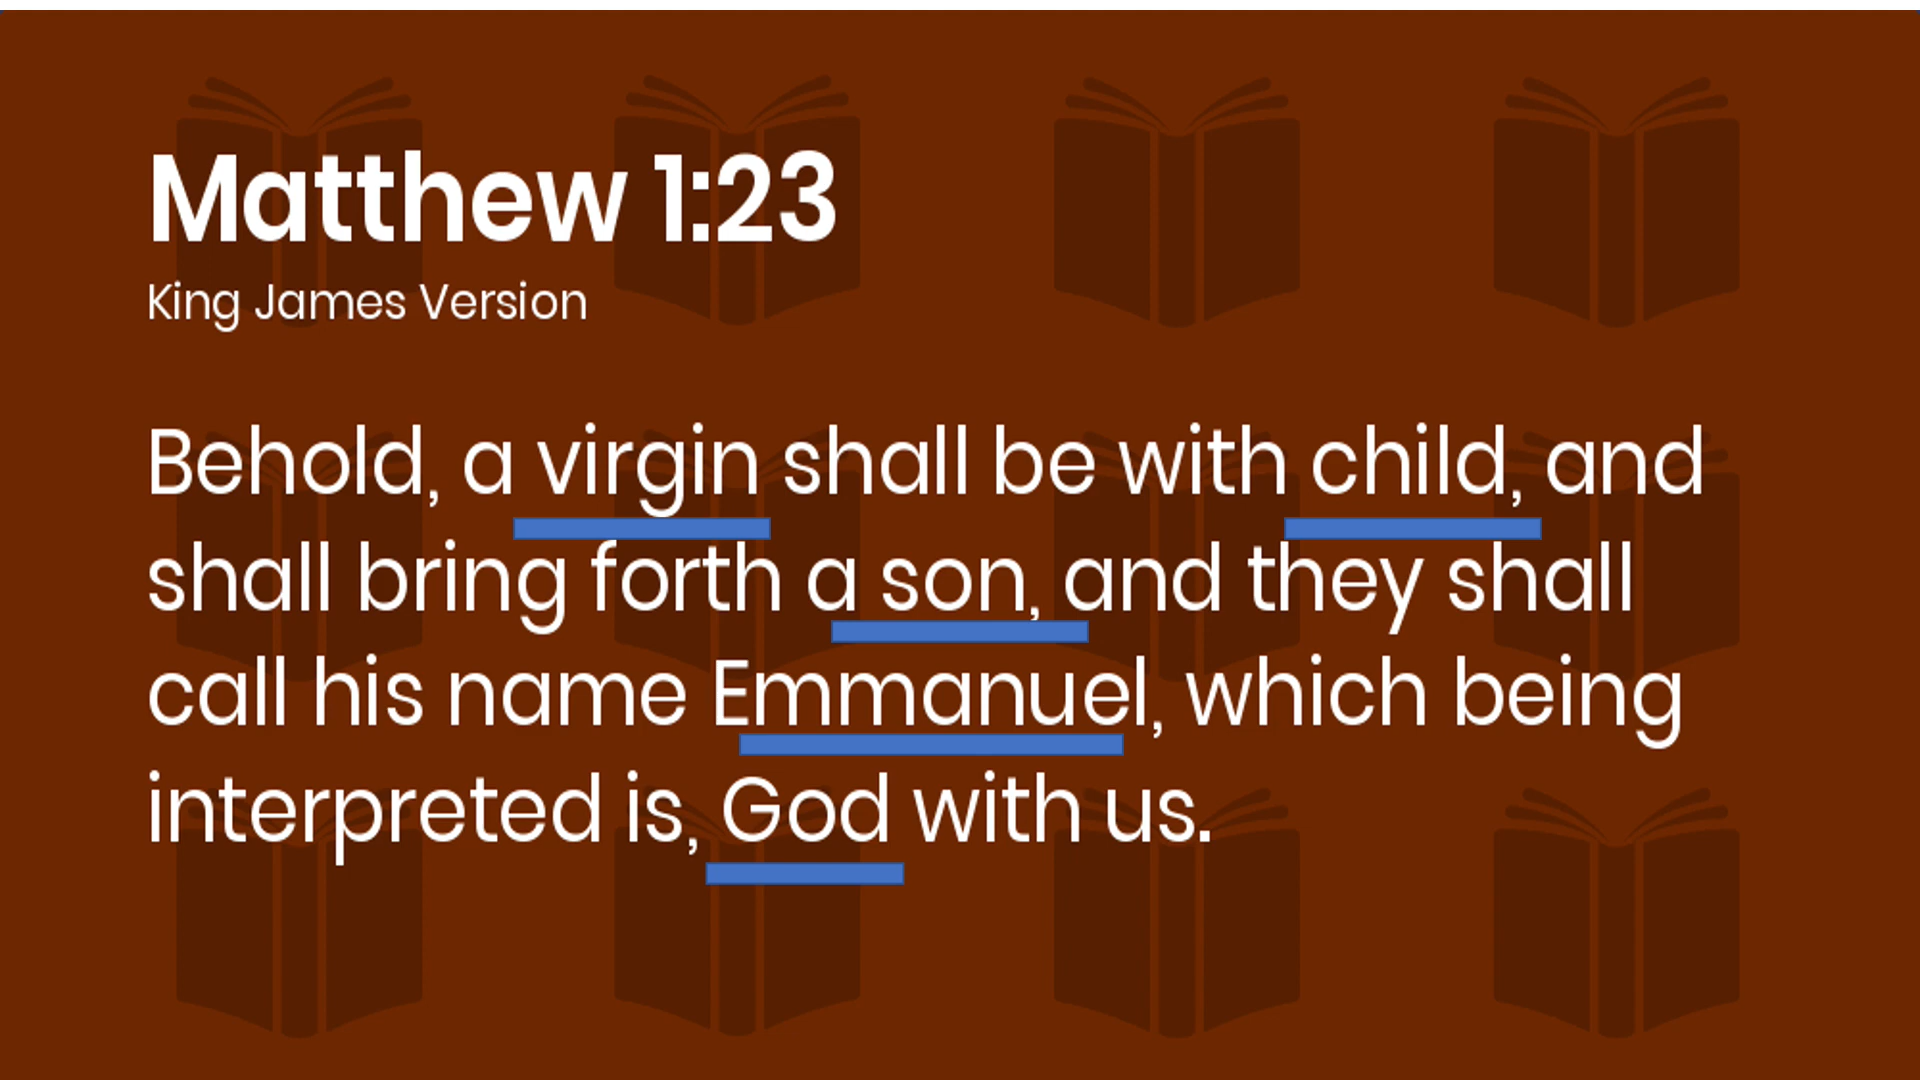 Matthew 1:23
King James Version
Behold, a virgin shall be with child, and
shall bring forth a son, and they shall
call his name Emmanuel, which being
interpreted is, God with us.